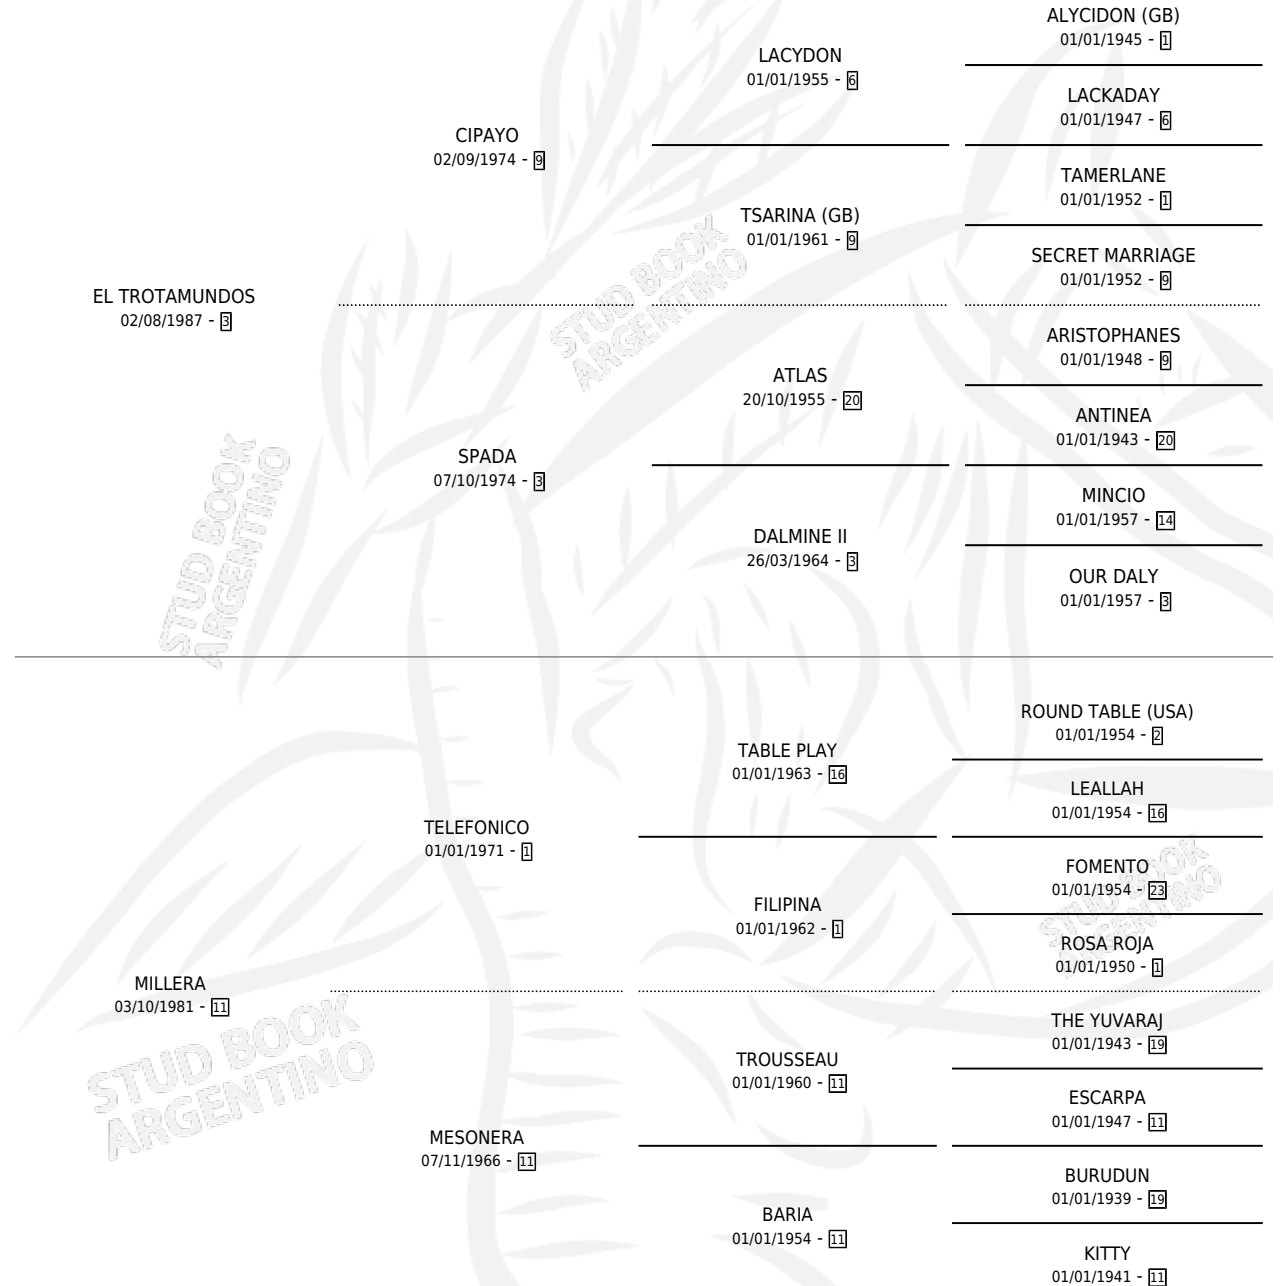 ALYCIDON (GB)
01/01/1945 - 1
LACYDON
01/01/1955 - 6
LACKADAY
01/01/1947 - 6
CIPAYO
02/09/1974 - 9
TAMERLANE
01/01/1952 - 1
TSARINA (GB)
01/01/1961 - 9
SECRET MARRIAGE
01/01/1952 - 9
EL TROTAMUNDOS
02/08/1987 - 3
ARISTOPHANES
01/01/1948 - 9
ATLAS
20/10/1955 - 20
ANTINEA
01/01/1943 - 20
SPADA
07/10/1974 - 3
MINCIO
01/01/1957 - 14
DALMINE II
26/03/1964 - 3
OUR DALY
01/01/1957 - 3
ROUND TABLE (USA)
01/01/1954 - 2
TABLE PLAY
01/01/1963 - 16
LEALLAH
01/01/1954 - 16
TELEFONICO
01/01/1971 - 1
FOMENTO
01/01/1954 - 23
FILIPINA
01/01/1962 - 1
ROSA ROJA
01/01/1950 - 1
MILLERA
03/10/1981 - 11
THE YUVARAJ
01/01/1943 - 19
TROUSSEAU
01/01/1960 - 11
ESCARPA
01/01/1947 - 11
MESONERA
07/11/1966 - 11
BURUDUN
01/01/1939 - 19
BARIA
01/01/1954 - 11
KITTY
01/01/1941 - 11
STUD BOOK
ARGENTINO
STUD BOOK
ARGENTINO
STUD BOOK
ARGENTINO
STUD BOOK
ARGENTINO